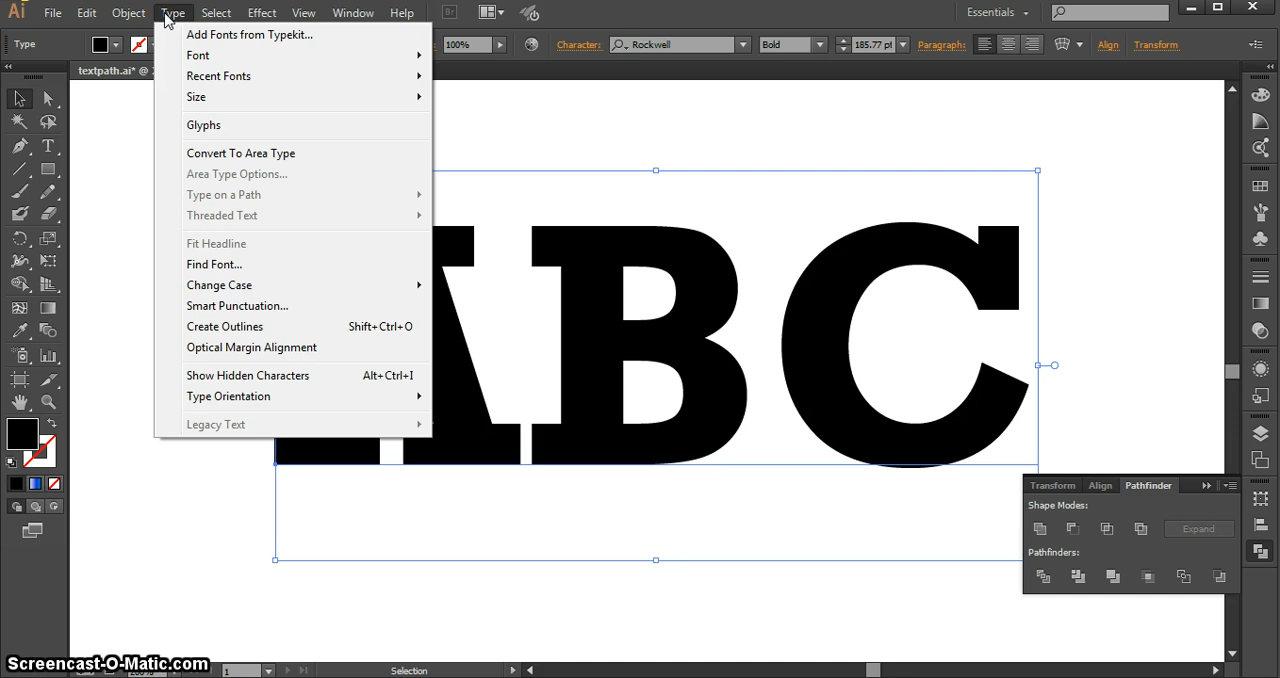 Ai File Edit Object Type Select Effect View Window Help Br Essentials
Type 100% Character: Rockwell Bold 185.77 pt Paragraph: Align Transform
textpath.ai* @
Add Fonts from Typekit...
Font
Recent Fonts
Size
Glyphs
Convert To Area Type
Area Type Options...
Type on a Path
Threaded Text
Fit Headline
Find Font...
Change Case
Smart Punctuation...
Create Outlines Shift+Ctrl+O
Optical Margin Alignment
Show Hidden Characters Alt+Ctrl+I
Type Orientation
Legacy Text
ABC
Transform Align Pathfinder
Shape Modes:
Expand
Pathfinders:
Screencast-O-Matic.com
200% 1 Selection